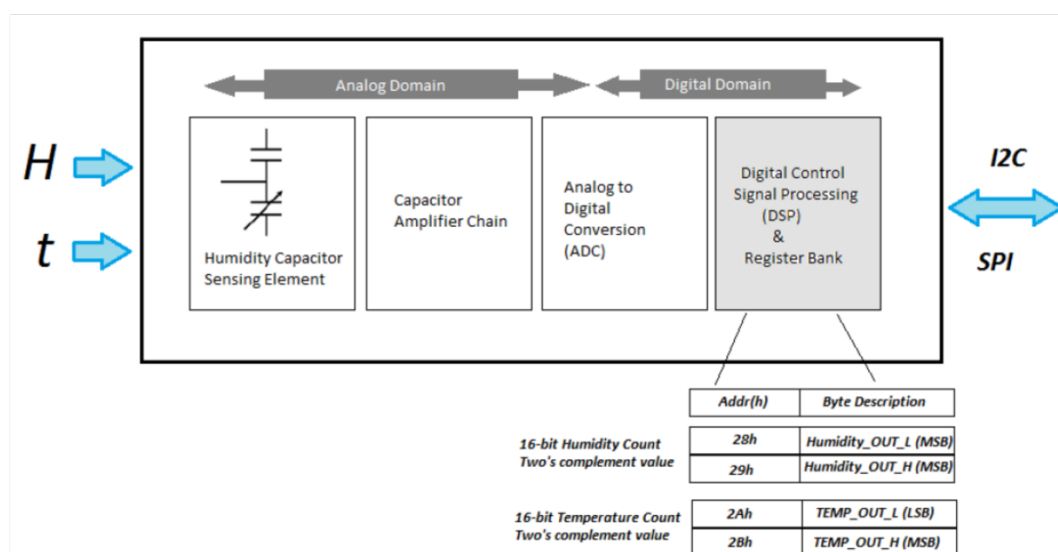 Analog Domain
Digital Domain
H
t
Humidity Capacitor
Sensing Element
Capacitor
Amplifier Chain
Analog to
Digital
Conversion
(ADC)
Digital Control
Signal Processing
(DSP)
&
Register Bank
I2C
SPI
Addr(h)
Byte Description
16-bit Humidity Count
Two's complement value
28h
Humidity_OUT_L (MSB)
29h
Humidity_OUT_H (MSB)
16-bit Temperature Count
Two's complement value
2Ah
TEMP_OUT_L (LSB)
2Bh
TEMP_OUT_H (MSB)